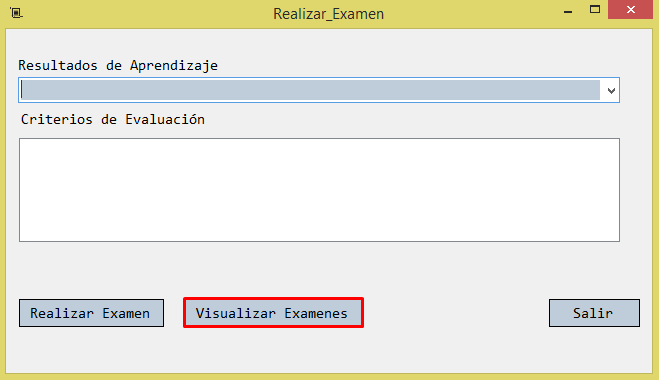 Realizar_Examen
Resultados de Aprendizaje
Criterios de Evaluación
Realizar Examen
Visualizar Examenes
Salir